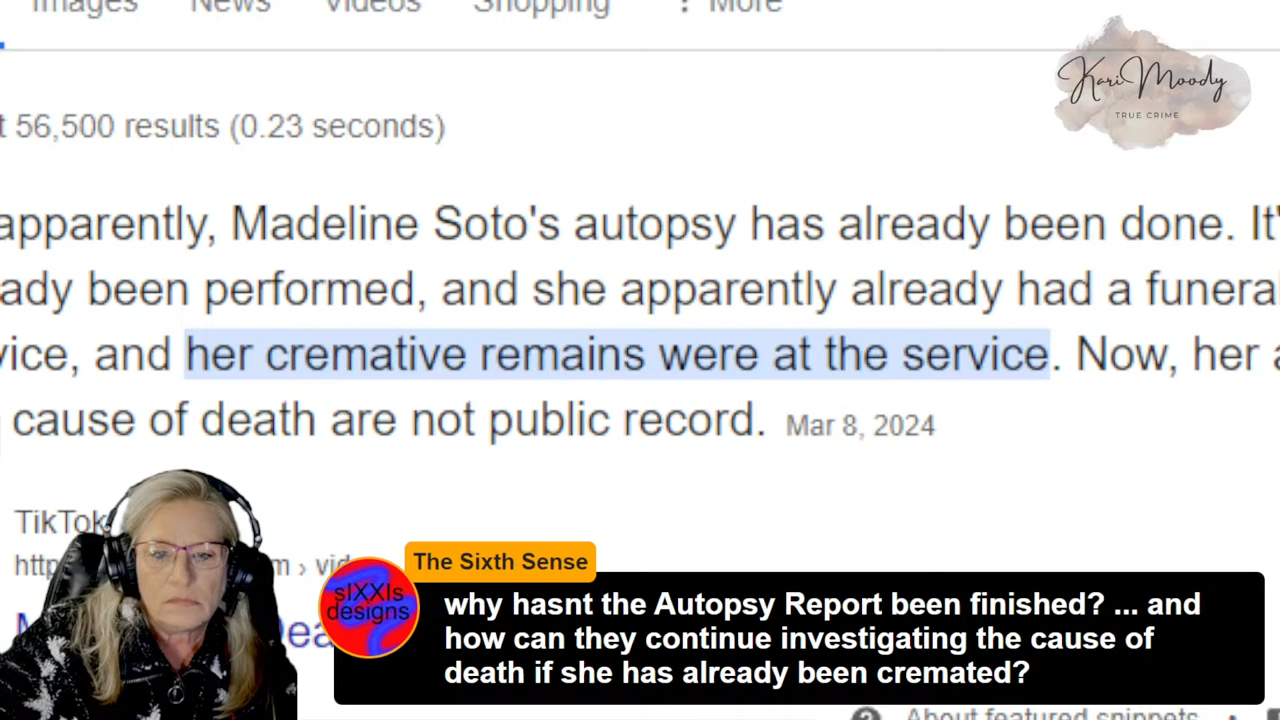 Images News Videos Shopping More
Kari Moody
TRUE CRIME
56,500 results (0.23 seconds)
apparently, Madeline Soto's autopsy has already been done. It'
ady been performed, and she apparently already had a funeral
vice, and her cremative remains were at the service. Now, her a
cause of death are not public record. Mar 8, 2024
TikTok
http m › vid
The Sixth Sense
sIXXIs
designs
why hasnt the Autopsy Report been finished? ... and
how can they continue investigating the cause of
death if she has already been cremated?
Dea
About featured snippets